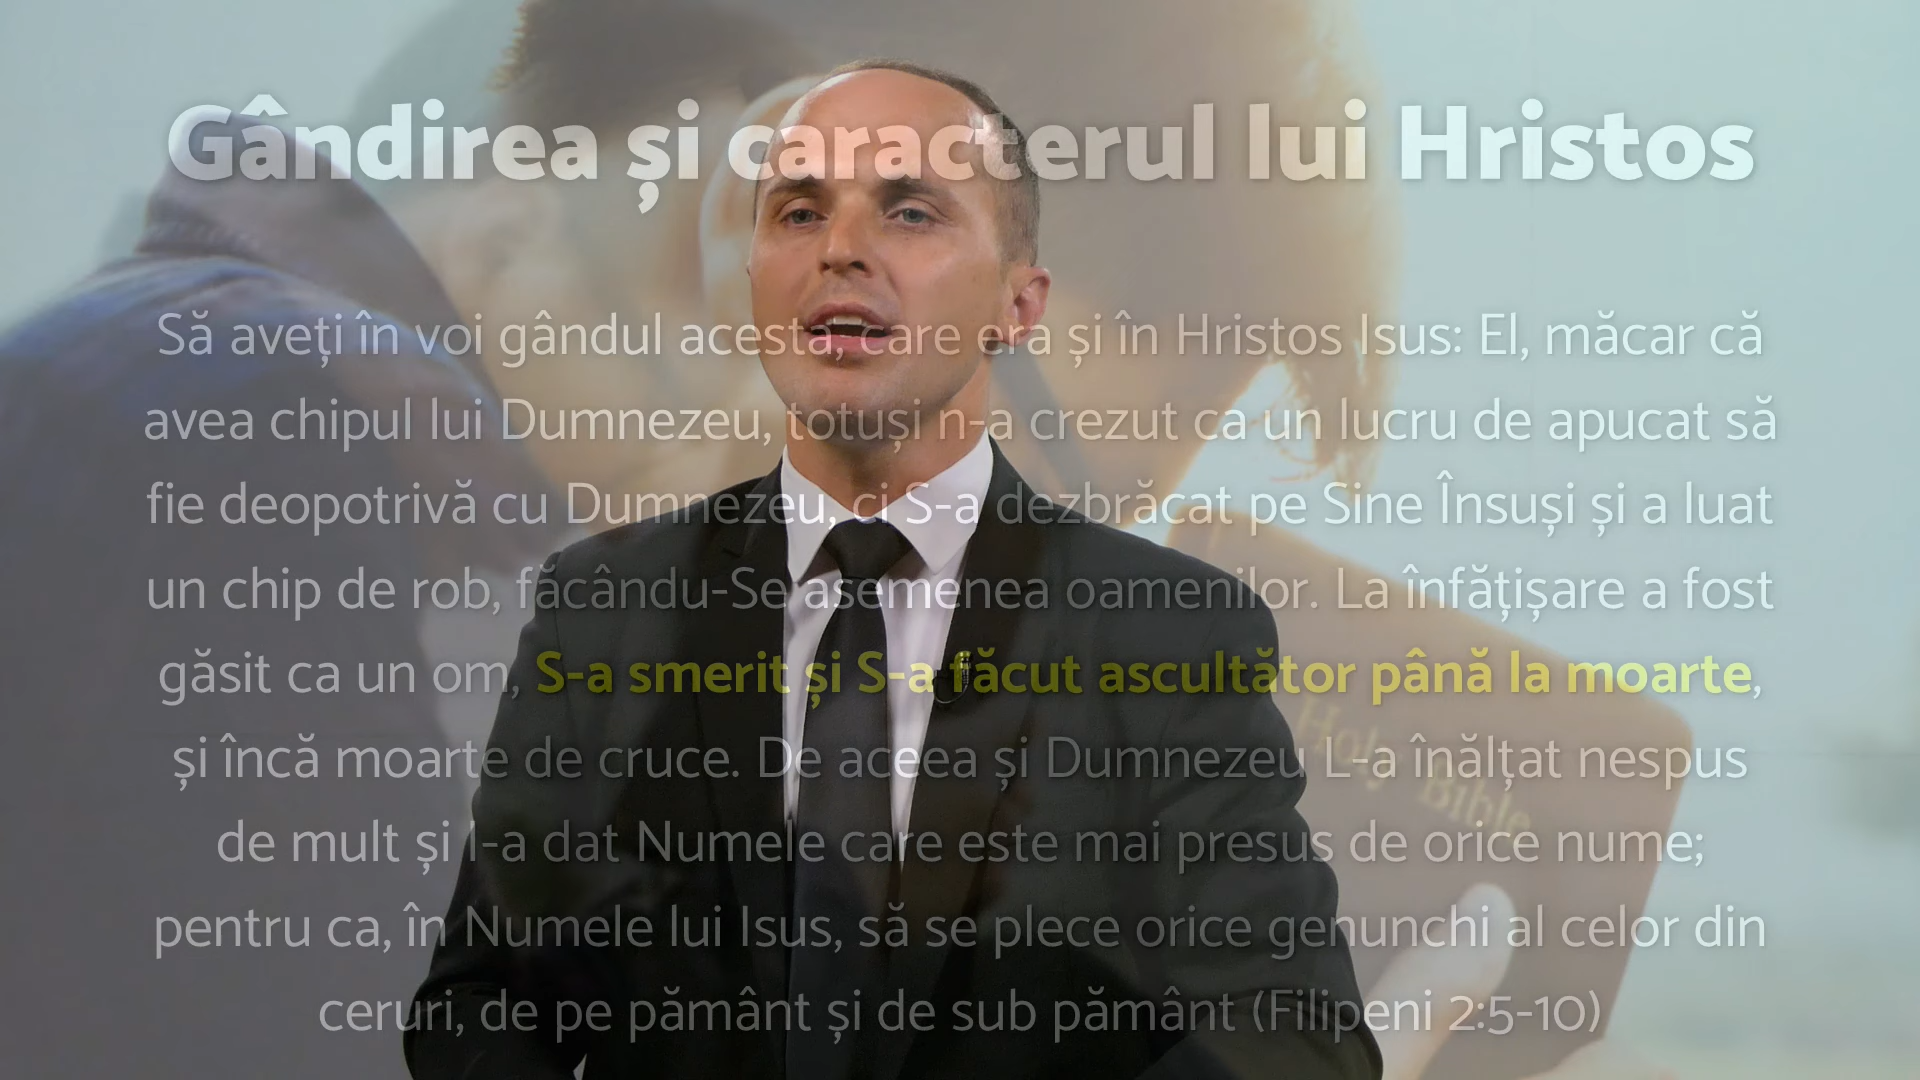 Gândirea și caracterul lui Hristos
Să aveți în voi gândul acesta, care era și în Hristos Isus: El, măcar că
avea chipul lui Dumnezeu, totuși n-a crezut ca un lucru de apucat să
fie deopotrivă cu Dumnezeu, ci S-a dezbrăcat pe Sine Însuși și a luat
un chip de rob, făcându-Se asemenea oamenilor. La înfățișare a fost
găsit ca un om, S-a smerit și S-a făcut ascultător până la moarte,
și încă moarte de cruce. De aceea și Dumnezeu L-a înălțat nespus
Holy Bible
de mult și i-a dat Numele care este mai presus de orice nume;
pentru ca, în Numele lui Isus, să se plece orice genunchi al celor din
ceruri, de pe pământ și de sub pământ (Filipeni 2:5-10)